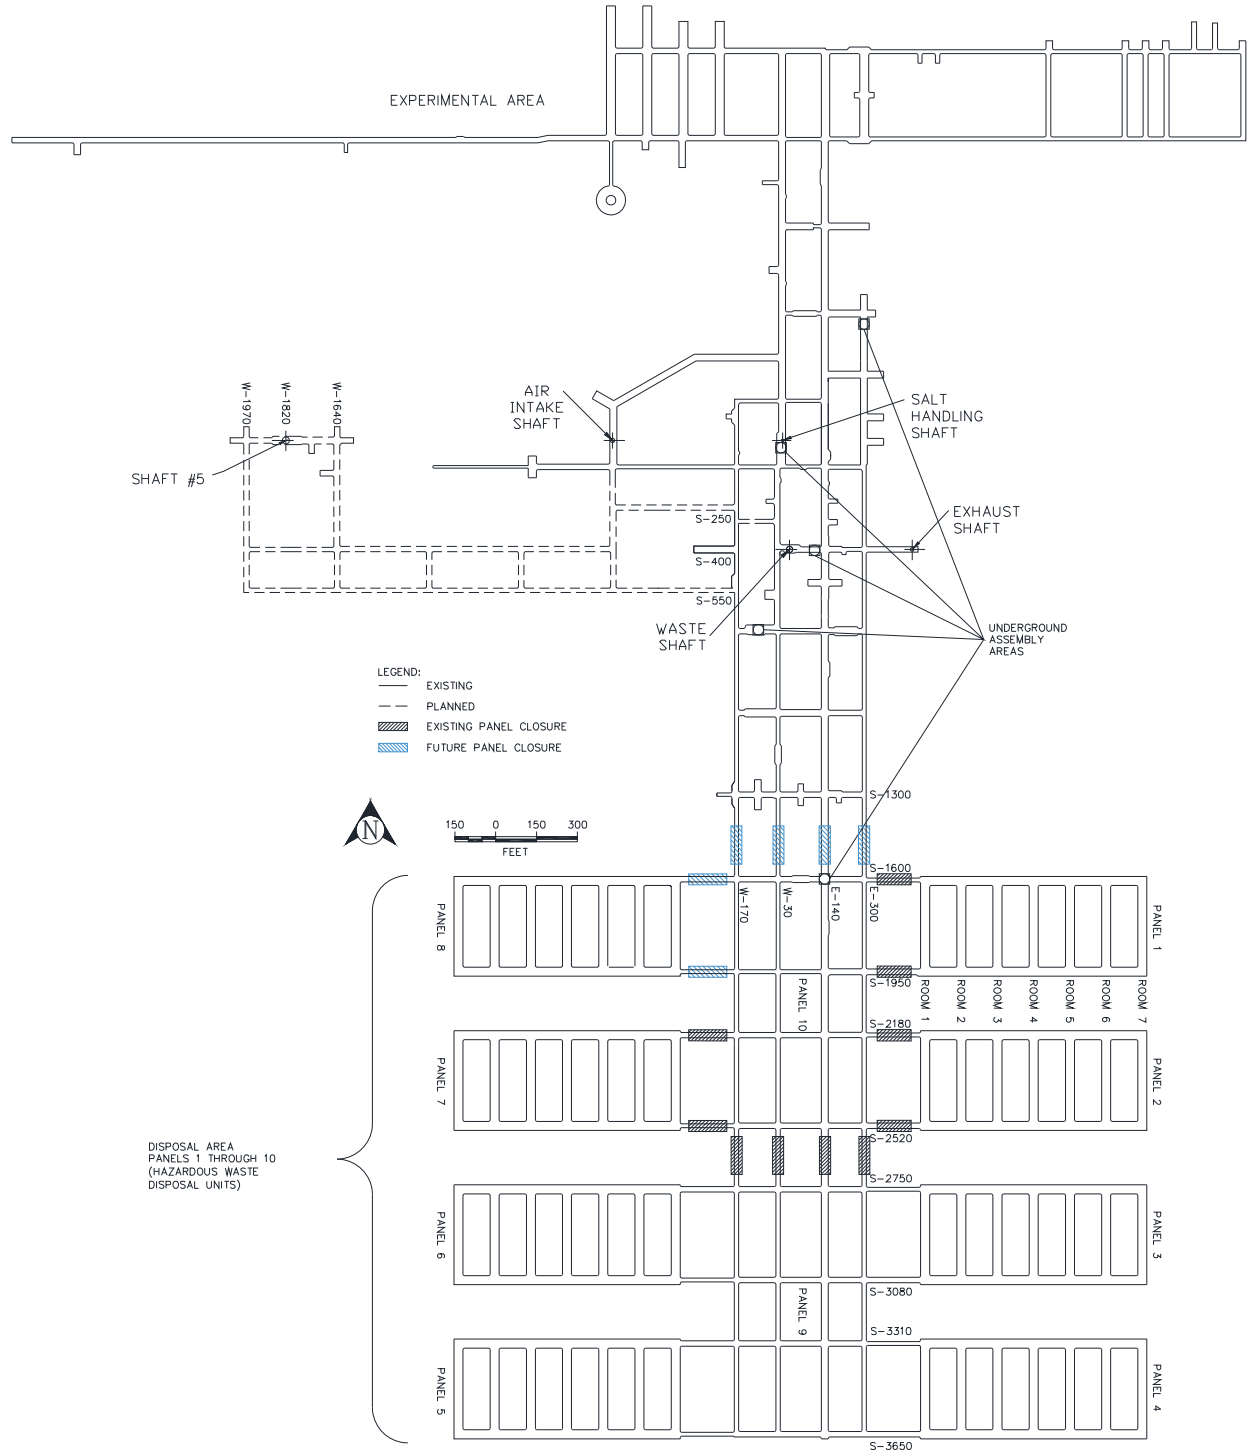 EXPERIMENTAL AREA
W-1970
W-1820
W-1640
AIR
INTAKE
SHAFT
SALT
HANDLING
SHAFT
SHAFT #5
S-250
EXHAUST
SHAFT
S-400
S-550
WASTE
SHAFT
UNDERGROUND
ASSEMBLY
AREAS
LEGEND:
EXISTING
PLANNED
EXISTING PANEL CLOSURE
FUTURE PANEL CLOSURE
S-1300
N
150 0 150 300
FEET
S-1600
W-170
W-30
E-140
E-300
PANEL 8
PANEL 1
S-1950
PANEL 10
ROOM 1
ROOM 2
ROOM 3
ROOM 4
ROOM 5
ROOM 6
ROOM 7
S-2180
PANEL 7
PANEL 2
S-2520
DISPOSAL AREA
PANELS 1 THROUGH 10
(HAZARDOUS WASTE
DISPOSAL UNITS)
S-2750
PANEL 6
PANEL 3
S-3080
PANEL 9
S-3310
PANEL 5
PANEL 4
S-3650